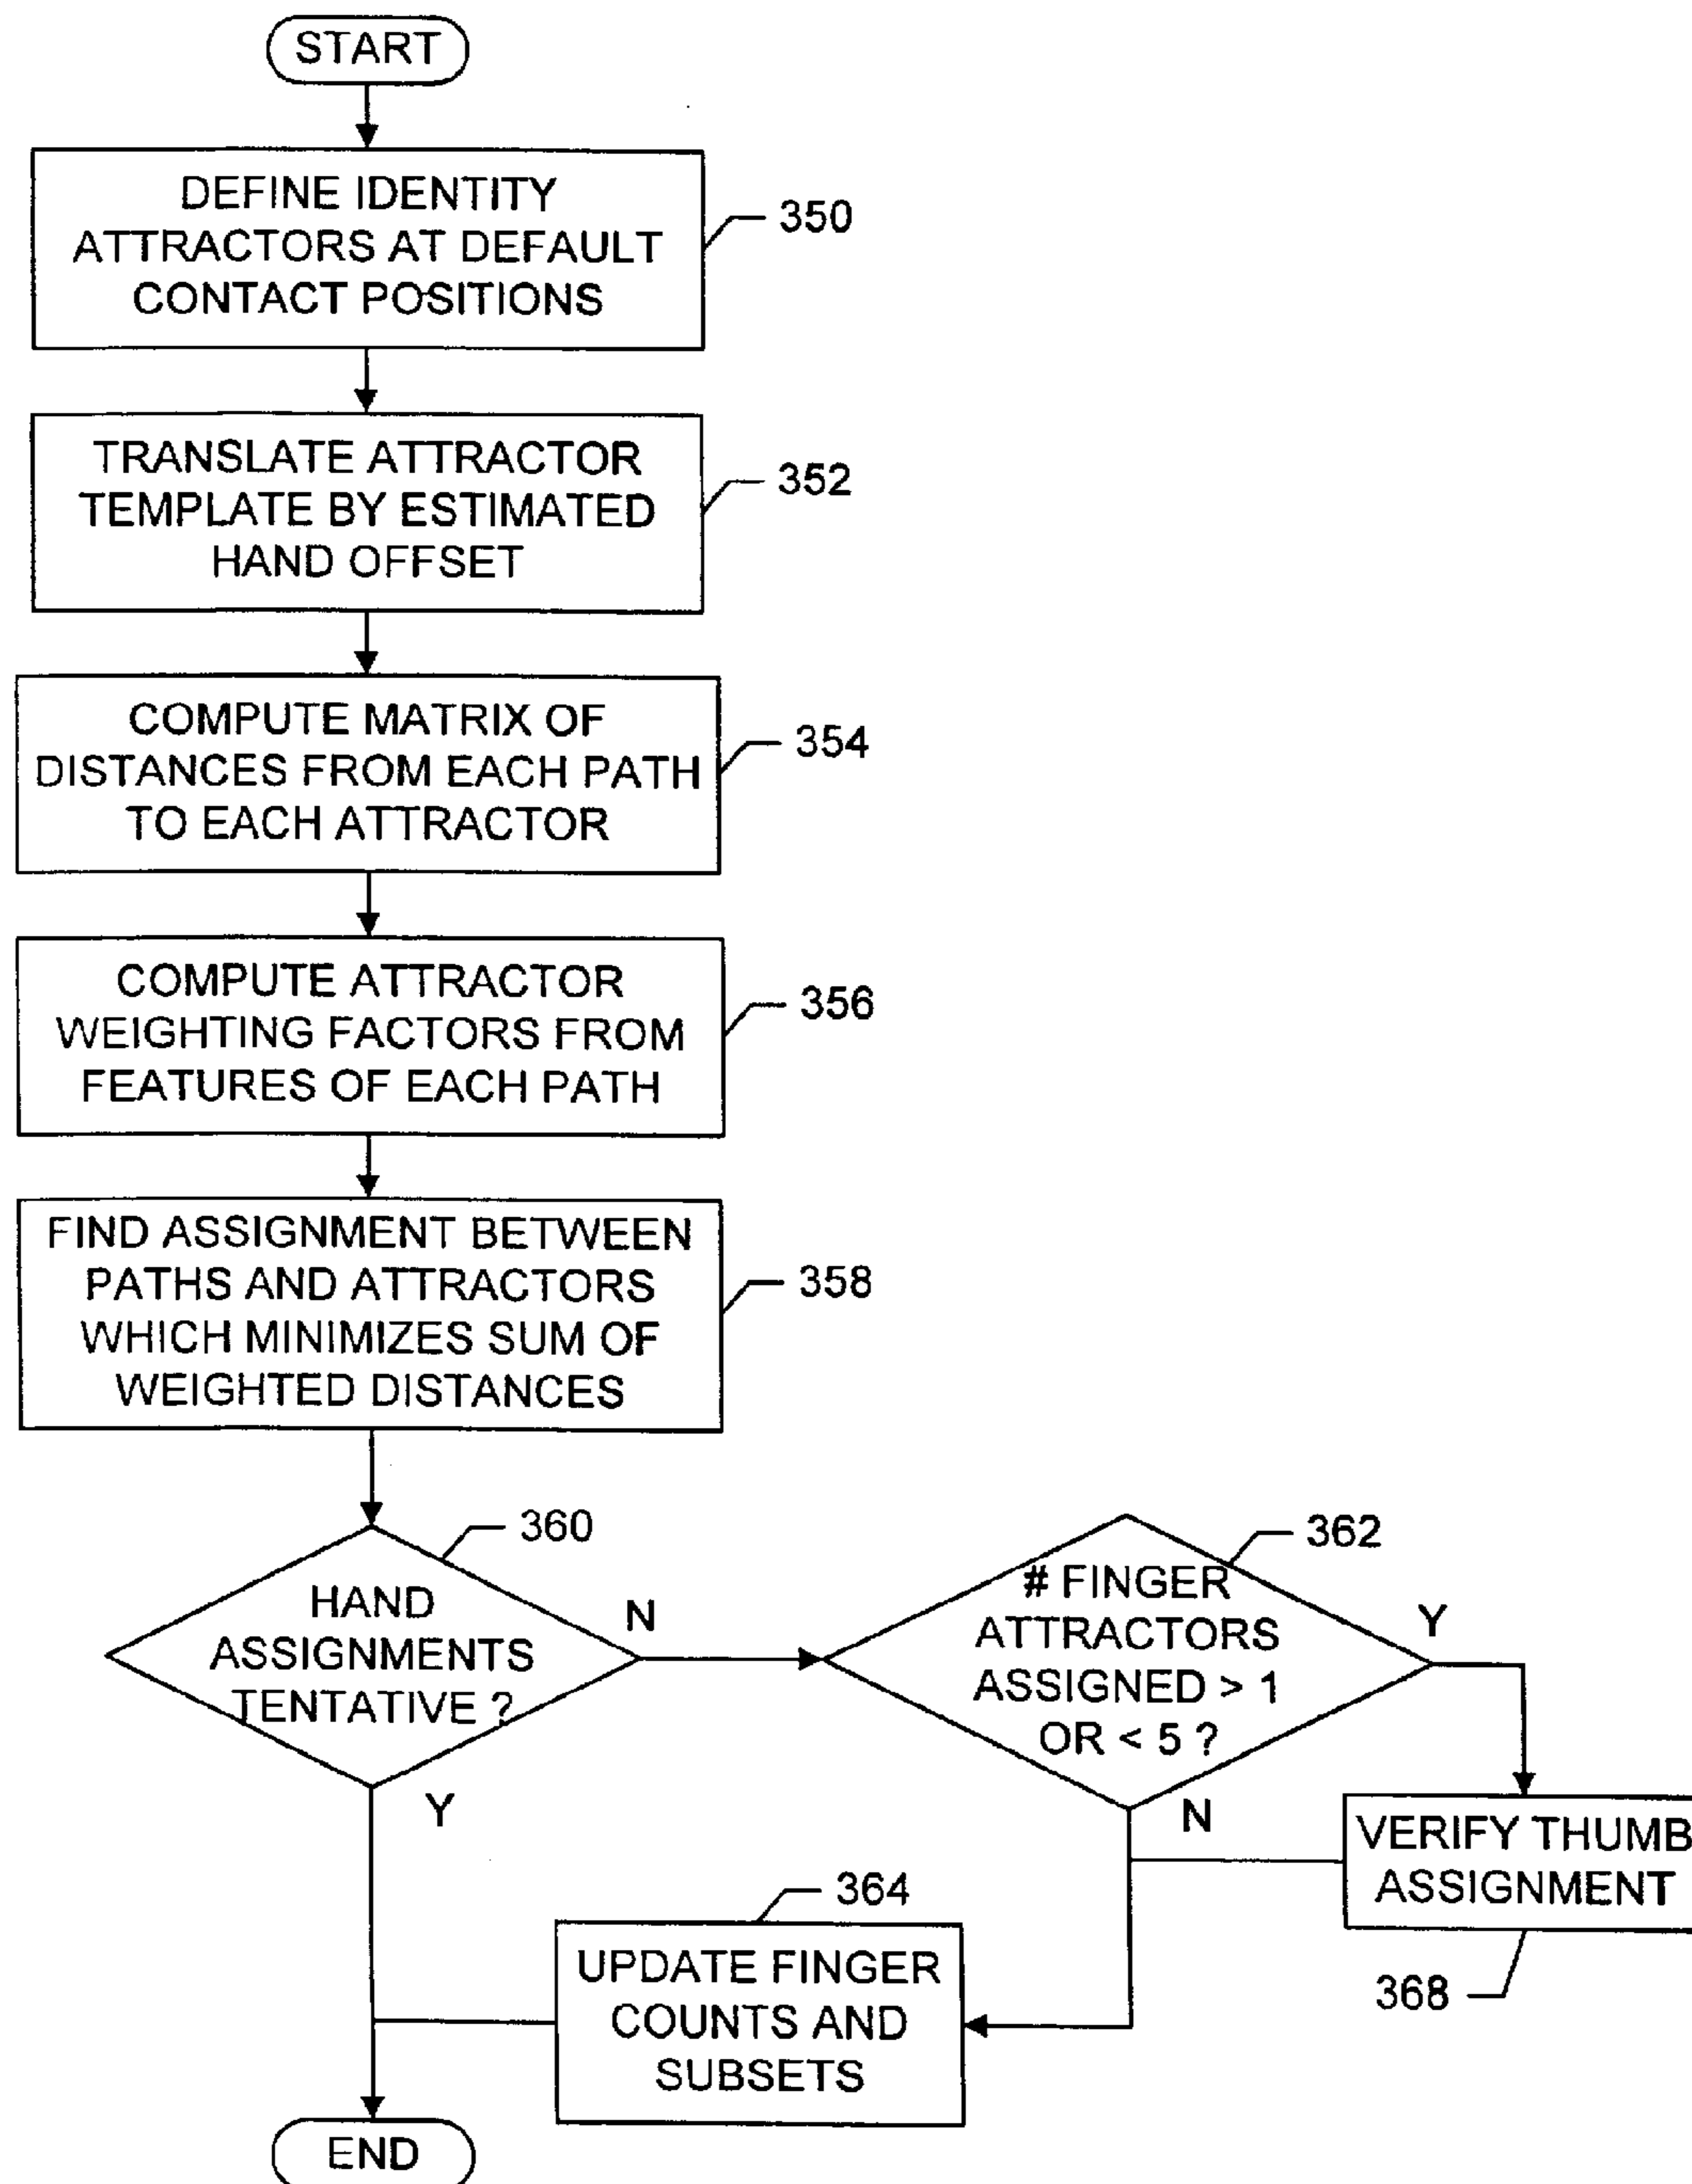 START
DEFINE IDENTITY
ATTRACTORS AT DEFAULT
CONTACT POSITIONS
350
TRANSLATE ATTRACTOR
TEMPLATE BY ESTIMATED
HAND OFFSET
352
COMPUTE MATRIX OF
DISTANCES FROM EACH PATH
TO EACH ATTRACTOR
354
COMPUTE ATTRACTOR
WEIGHTING FACTORS FROM
FEATURES OF EACH PATH
356
FIND ASSIGNMENT BETWEEN
PATHS AND ATTRACTORS
WHICH MINIMIZES SUM OF
WEIGHTED DISTANCES
358
360
HAND
ASSIGNMENTS
TENTATIVE ?
N
Y
362
# FINGER
ATTRACTORS
ASSIGNED > 1
OR < 5 ?
Y
N
VERIFY THUMB
ASSIGNMENT
368
364
UPDATE FINGER
COUNTS AND
SUBSETS
END